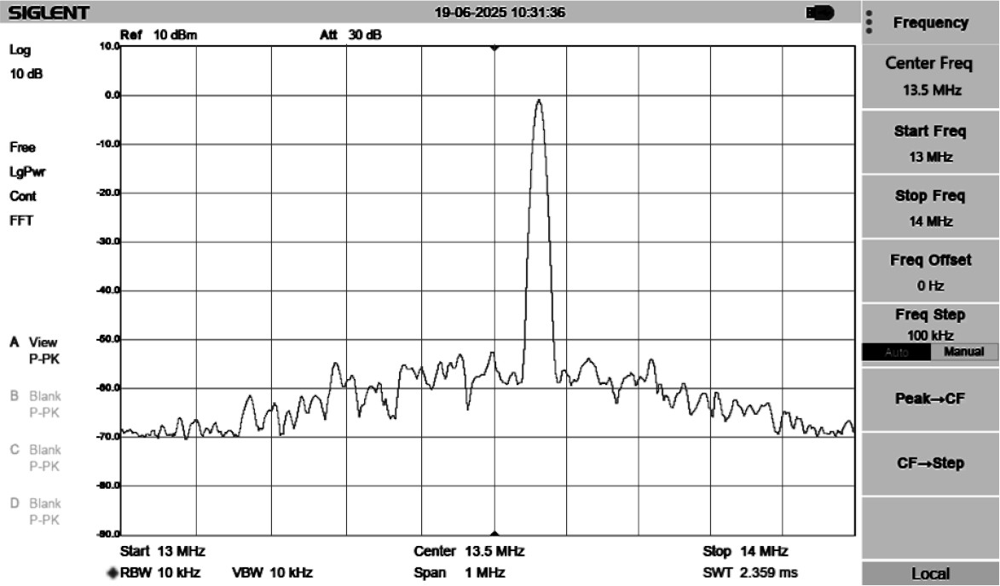 SIGLENT 19-06-2025 10:31:36
Frequency
Ref 10 dBm Att 30 dB
Log
10 dB
Free
LgPwr
Cont
FFT
A View
P-PK
B Blank
P-PK
C Blank
P-PK
D Blank
P-PK
10.0
0.0
-10.0
-20.0
-30.0
-40.0
-50.0
-60.0
-70.0
-80.0
-90.0
Start 13 MHz Center 13.5 MHz Stop 14 MHz
RBW 10 kHz VBW 10 kHz Span 1 MHz SWT 2.359 ms
Center Freq
13.5 MHz
Start Freq
13 MHz
Stop Freq
14 MHz
Freq Offset
0 Hz
Freq Step
100 kHz
Auto Manual
Peak→CF
CF→Step
Local